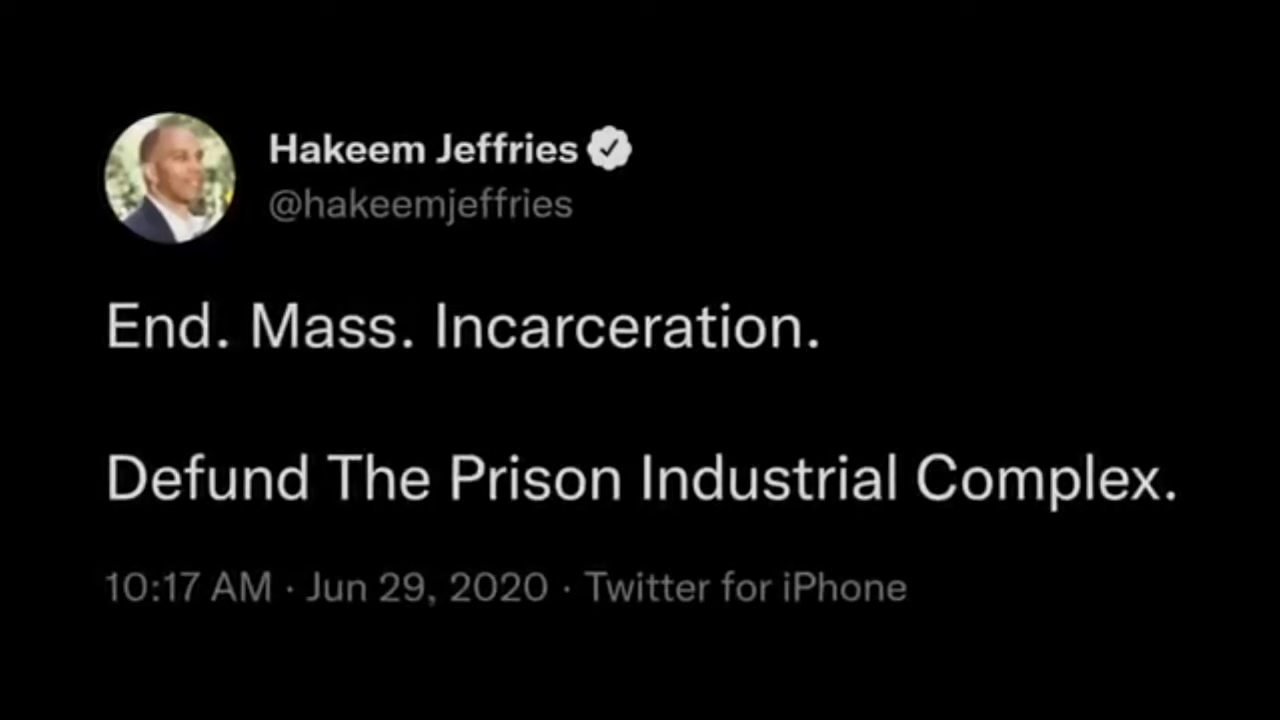 Hakeem Jeffries
@hakeemjeffries
End. Mass. Incarceration.
Defund The Prison Industrial Complex.
10:17 AM · Jun 29, 2020 · Twitter for iPhone